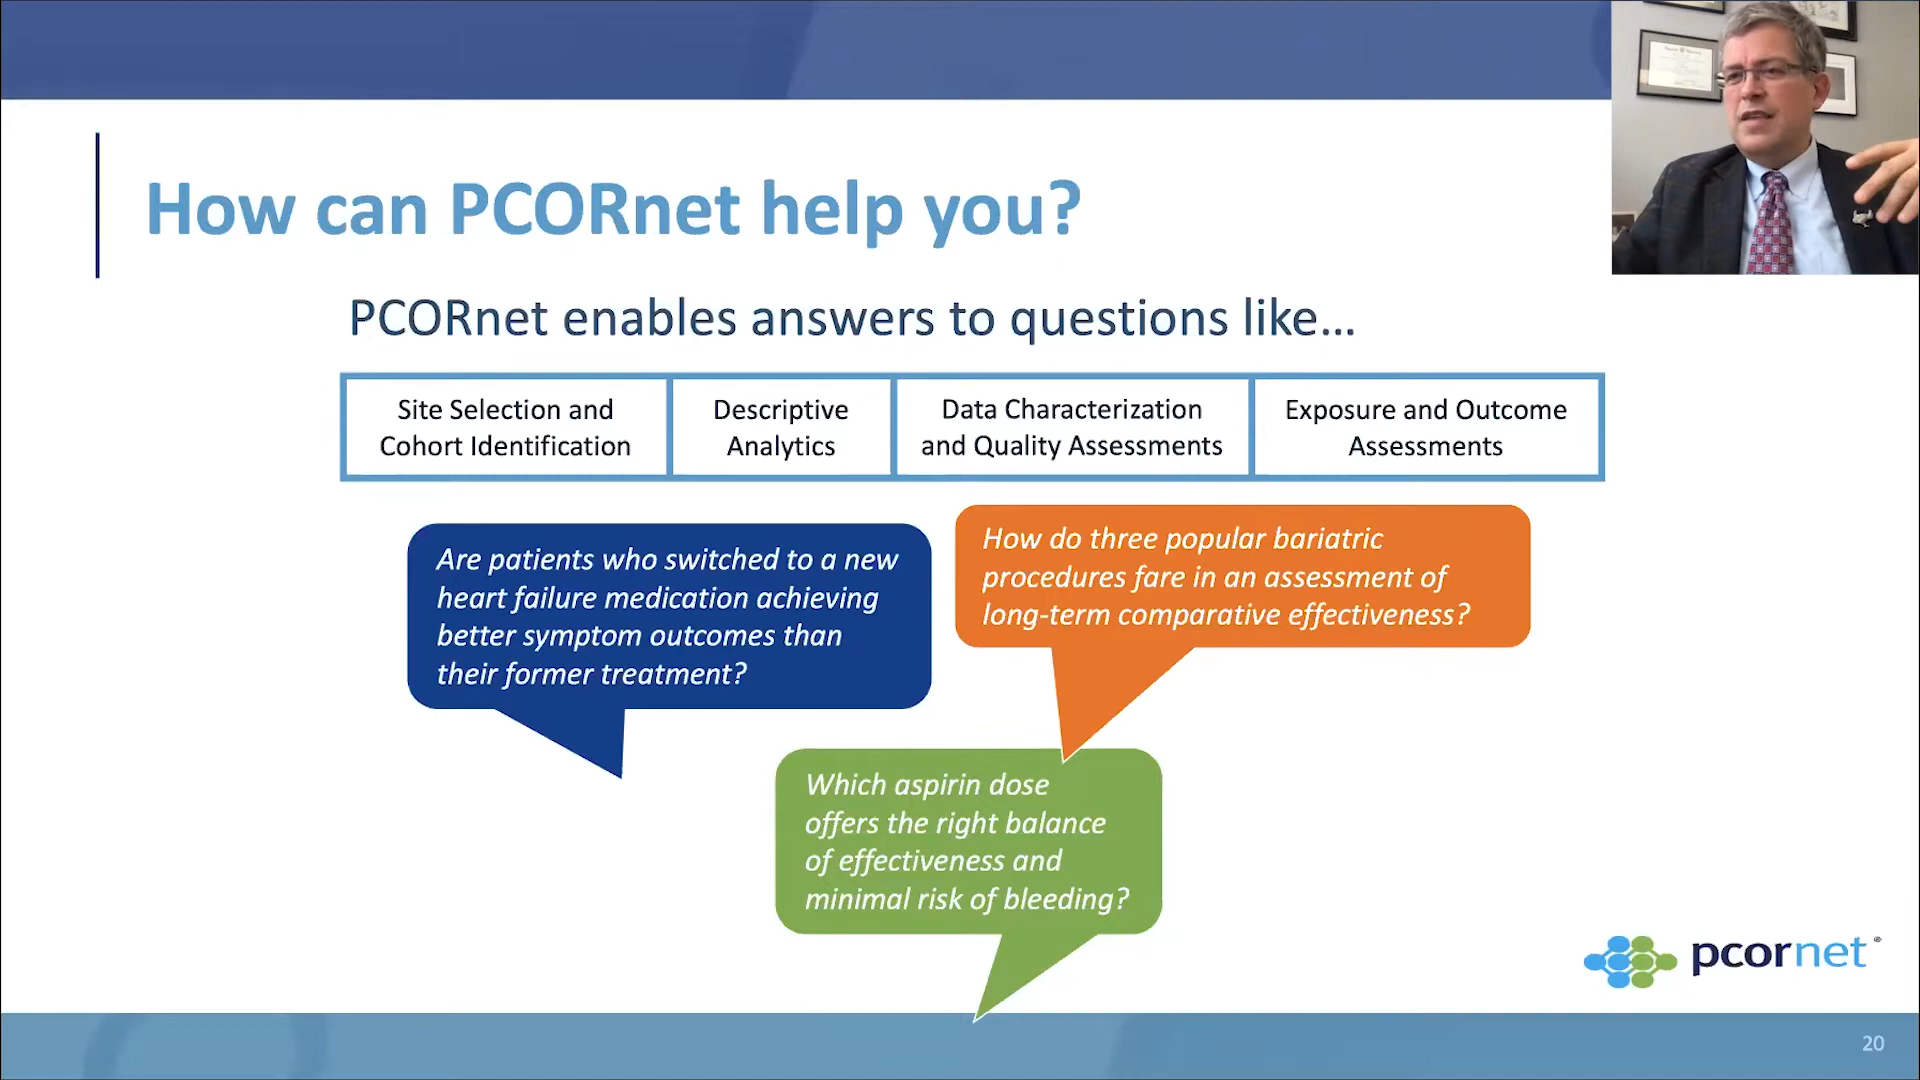 How can PCORnet help you?
PCORnet enables answers to questions like…
Site Selection and
Cohort Identification
Descriptive
Analytics
Data Characterization
and Quality Assessments
Exposure and Outcome
Assessments
Are patients who switched to a new
heart failure medication achieving
better symptom outcomes than
their former treatment?
How do three popular bariatric
procedures fare in an assessment of
long-term comparative effectiveness?
Which aspirin dose
offers the right balance
of effectiveness and
minimal risk of bleeding?
pcornet®
20